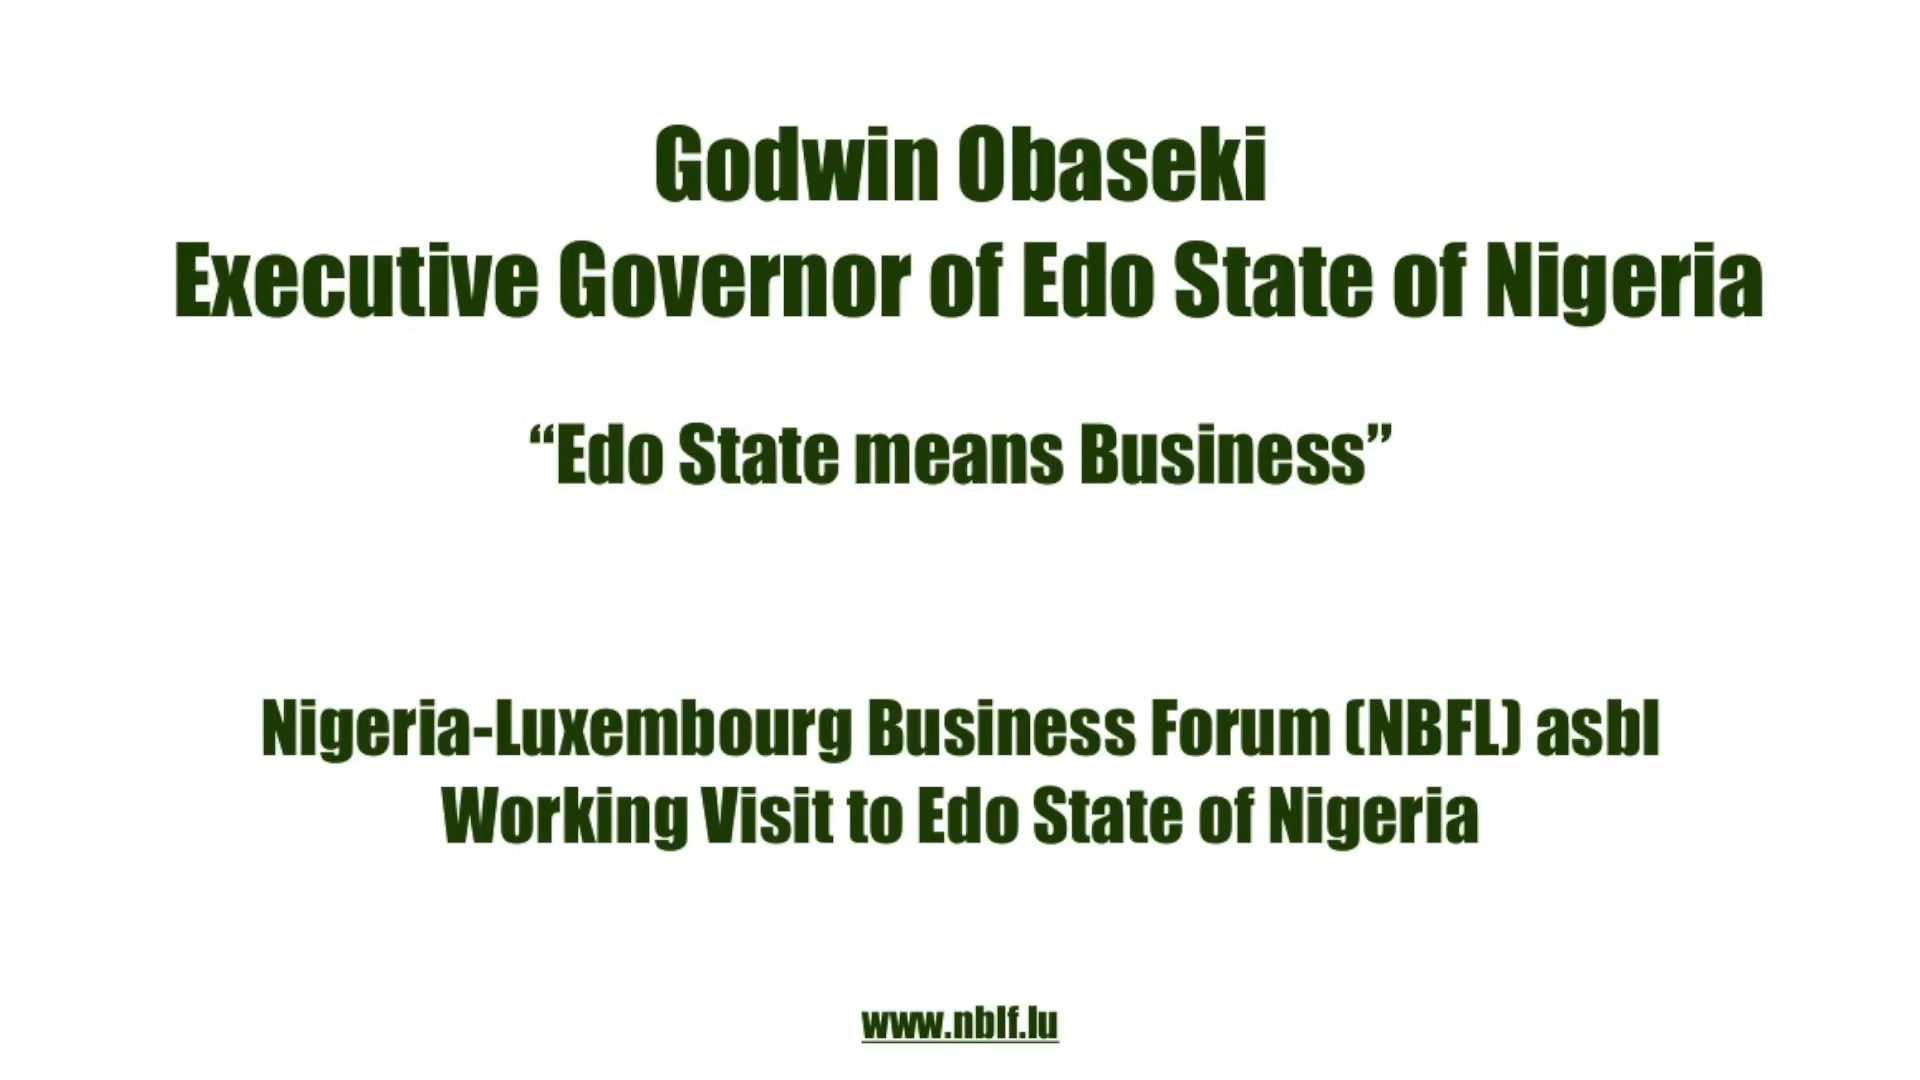 Godwin Obaseki
Executive Governor of Edo State of Nigeria
“Edo State means Business”
Nigeria-Luxembourg Business Forum (NBFL) asbl
Working Visit to Edo State of Nigeria
www.nblf.lu